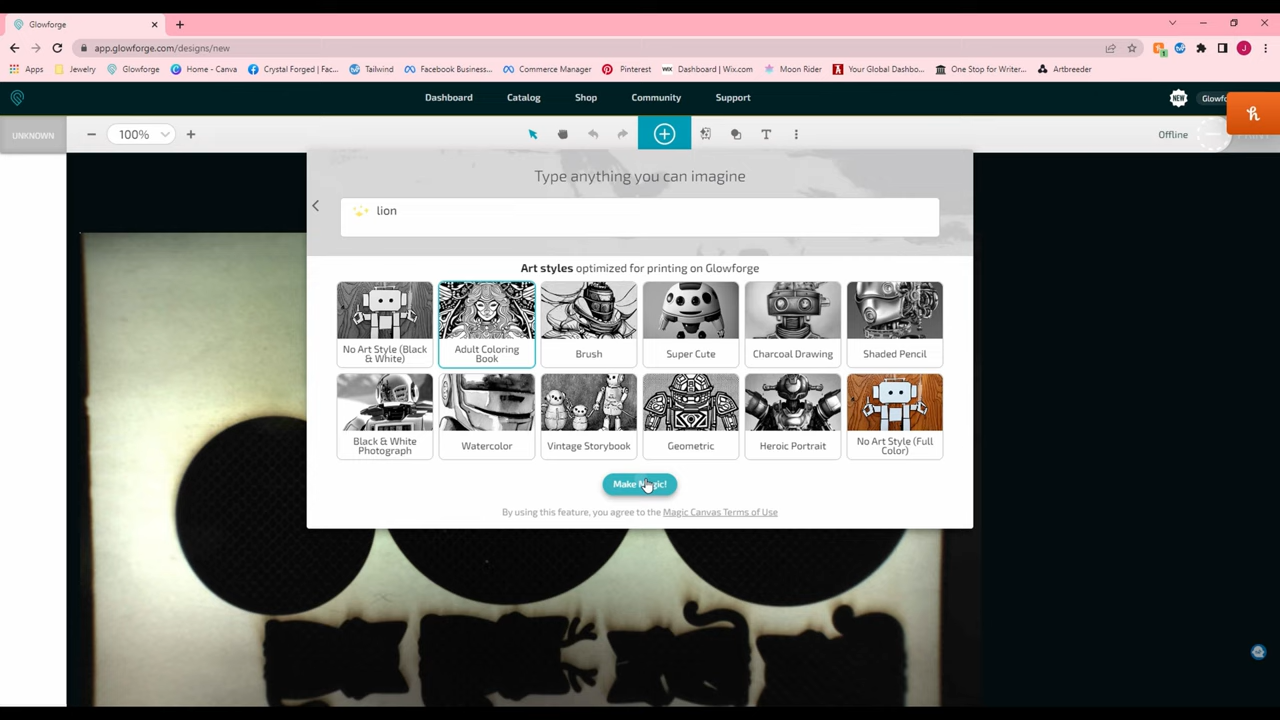 Glowforge
app.glowforge.com/designs/new
J
Apps Jewelry Glowforge Home - Canva Crystal Forged | Fac... Tailwind Facebook Business... Commerce Manager Pinterest WIX Dashboard | Wix.com Moon Rider Your Global Dashbo... One Stop for Writer... Artbreeder
Dashboard Catalog Shop Community Support NEW Glowf
h
UNKNOWN 100% T Offline
Type anything you can imagine
lion
Art styles optimized for printing on Glowforge
No Art Style (Black & White)
Adult Coloring Book
Brush
Super Cute
Charcoal Drawing
Shaded Pencil
Black & White Photograph
Watercolor
Vintage Storybook
Geometric
Heroic Portrait
No Art Style (Full Color)
Make Magic!
By using this feature, you agree to the Magic Canvas Terms of Use